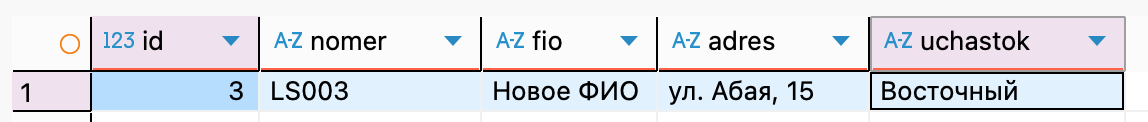 123 id A-Z nomer A-Z fio A-Z adres A-Z uchastok
1 3 LS003 Новое ФИО ул. Абая, 15 Восточный